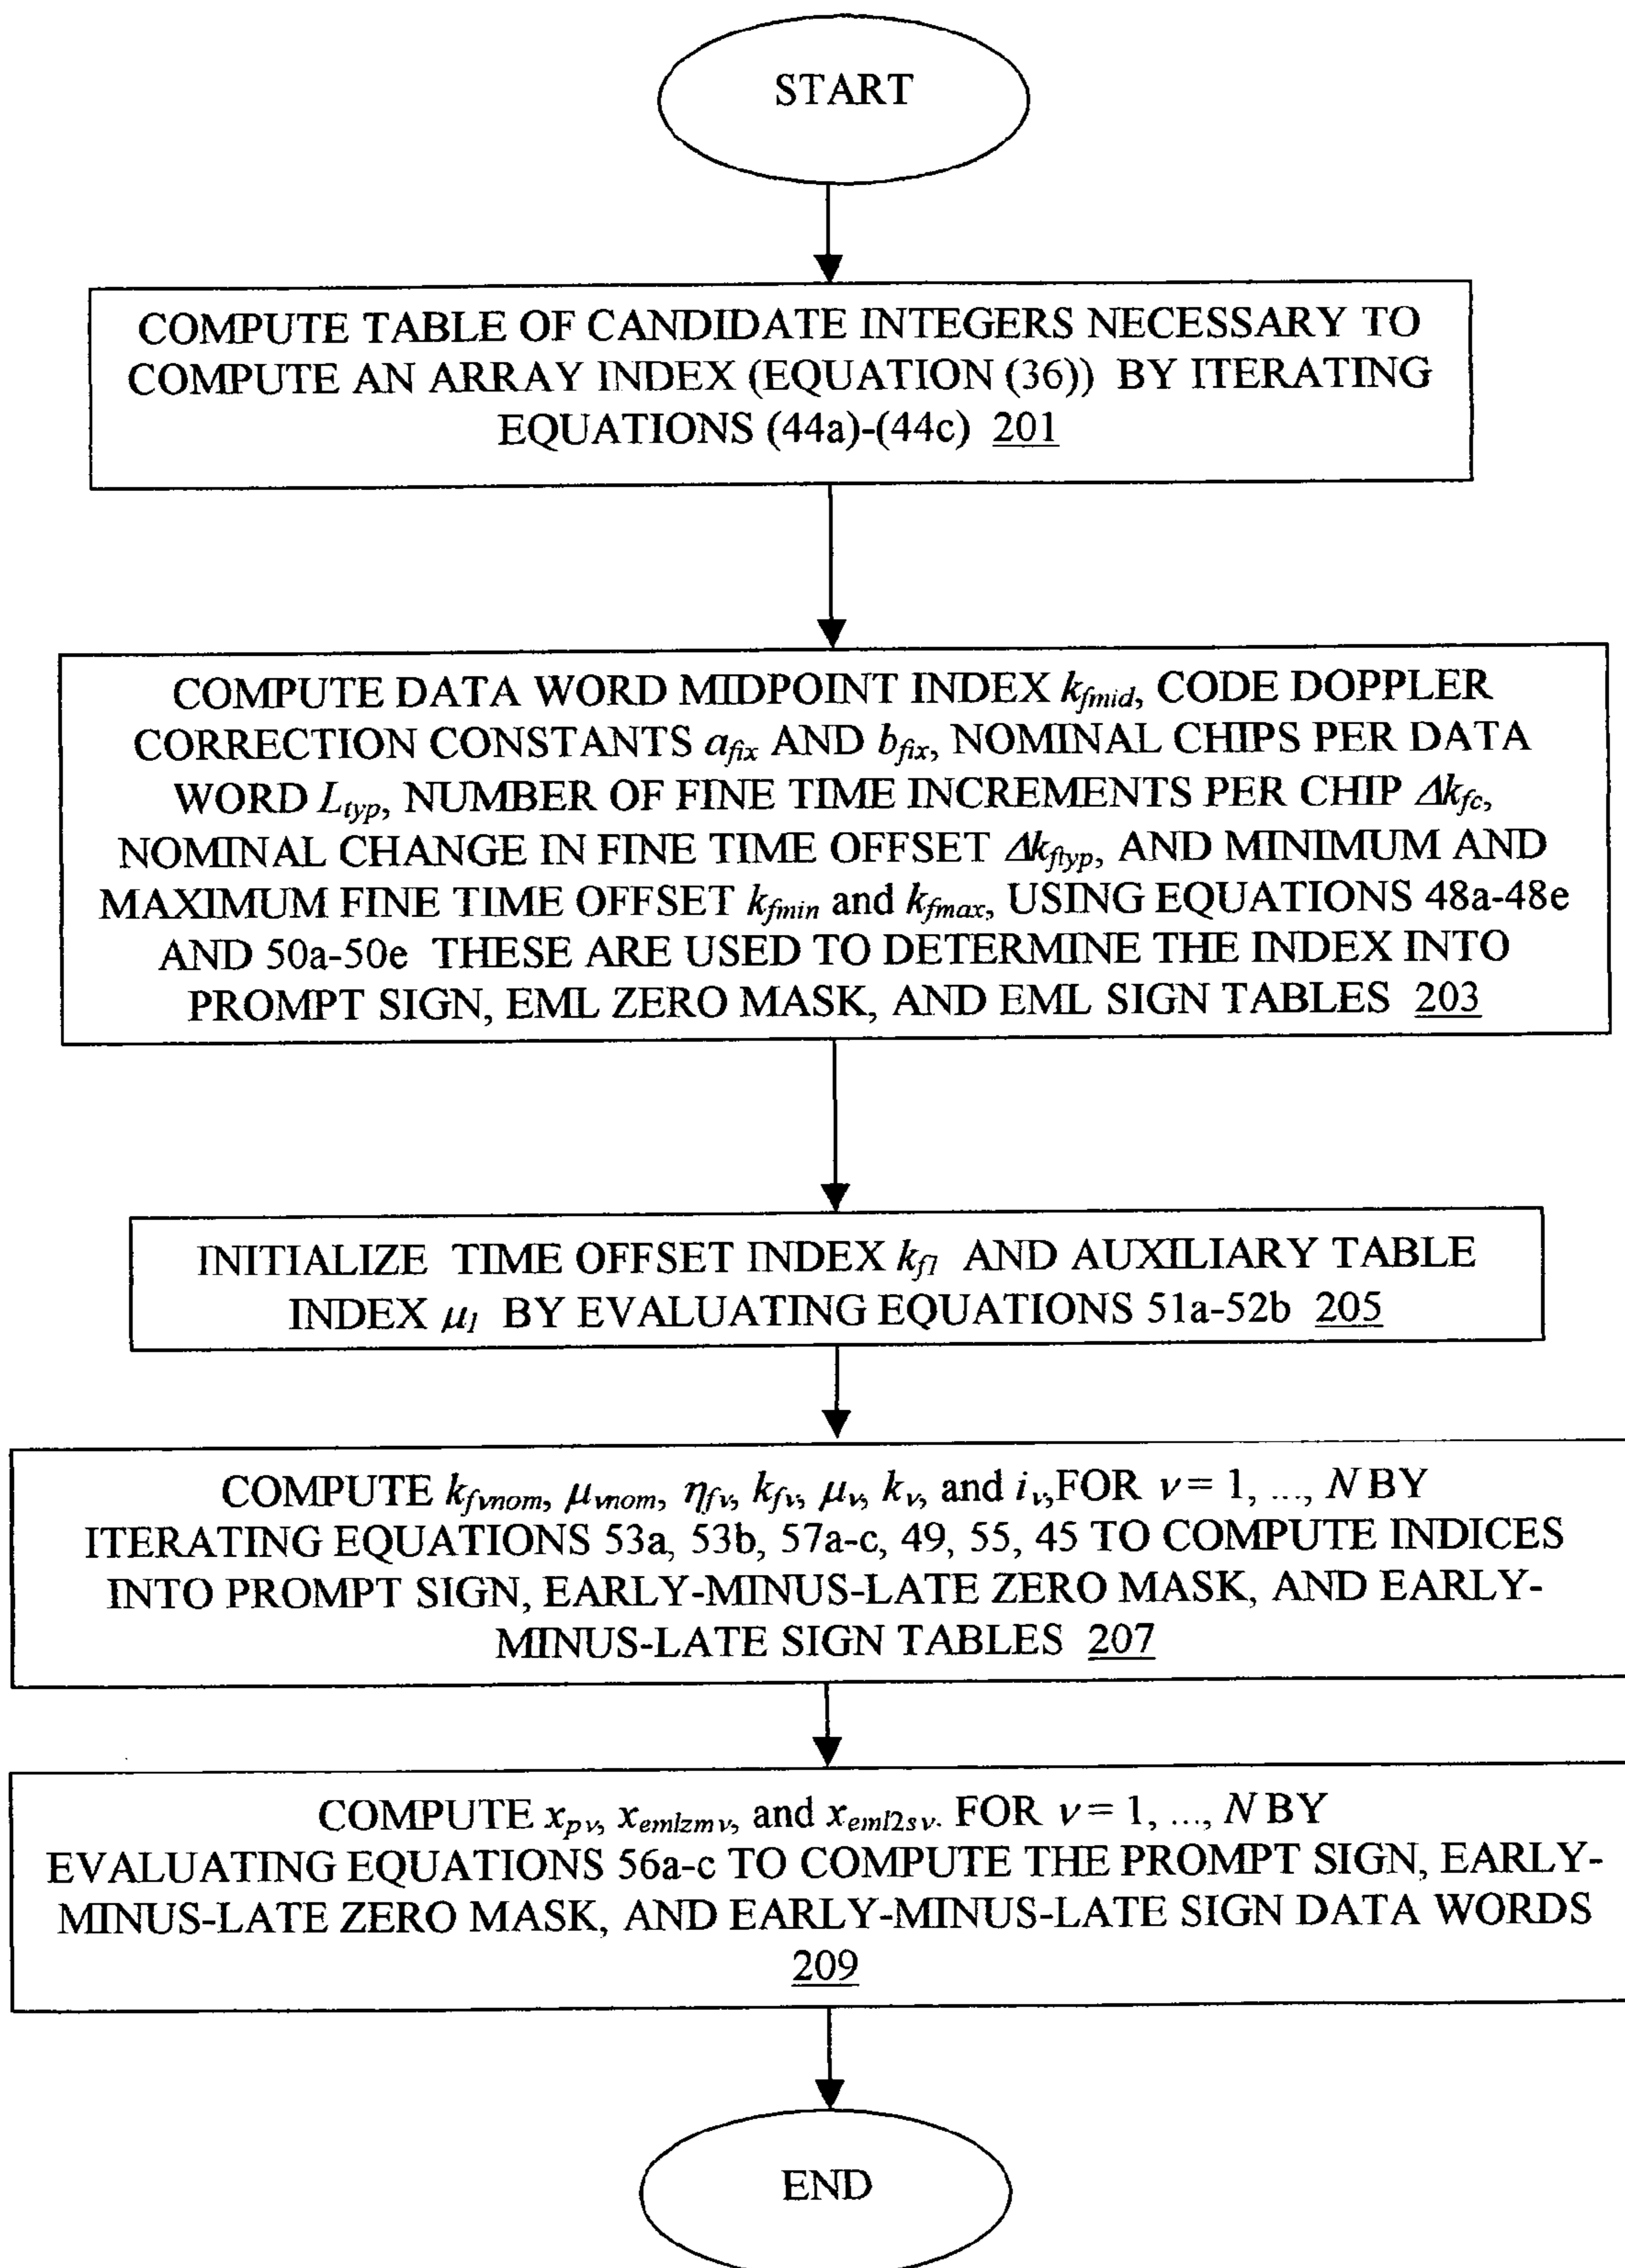 START
COMPUTE TABLE OF CANDIDATE INTEGERS NECESSARY TO
COMPUTE AN ARRAY INDEX (EQUATION (36)) BY ITERATING
EQUATIONS (44a)-(44c) 201
COMPUTE DATA WORD MIDPOINT INDEX k_fmid, CODE DOPPLER
CORRECTION CONSTANTS a_fix AND b_fix, NOMINAL CHIPS PER DATA
WORD L_typ, NUMBER OF FINE TIME INCREMENTS PER CHIP Δk_fc,
NOMINAL CHANGE IN FINE TIME OFFSET Δk_ftyp, AND MINIMUM AND
MAXIMUM FINE TIME OFFSET k_fmin and k_fmax, USING EQUATIONS 48a-48e
AND 50a-50e THESE ARE USED TO DETERMINE THE INDEX INTO
PROMPT SIGN, EML ZERO MASK, AND EML SIGN TABLES 203
INITIALIZE TIME OFFSET INDEX k_f1 AND AUXILIARY TABLE
INDEX μ_1 BY EVALUATING EQUATIONS 51a-52b 205
COMPUTE k_fνnom, μ_νnom, η_fν, k_fν, μ_ν, k_ν, and i_ν,FOR ν = 1, ..., N BY
ITERATING EQUATIONS 53a, 53b, 57a-c, 49, 55, 45 TO COMPUTE INDICES
INTO PROMPT SIGN, EARLY-MINUS-LATE ZERO MASK, AND EARLY-
MINUS-LATE SIGN TABLES 207
COMPUTE x_pν, x_emlzmν, and x_eml2sν. FOR ν = 1, ..., N BY
EVALUATING EQUATIONS 56a-c TO COMPUTE THE PROMPT SIGN, EARLY-
MINUS-LATE ZERO MASK, AND EARLY-MINUS-LATE SIGN DATA WORDS
209
END